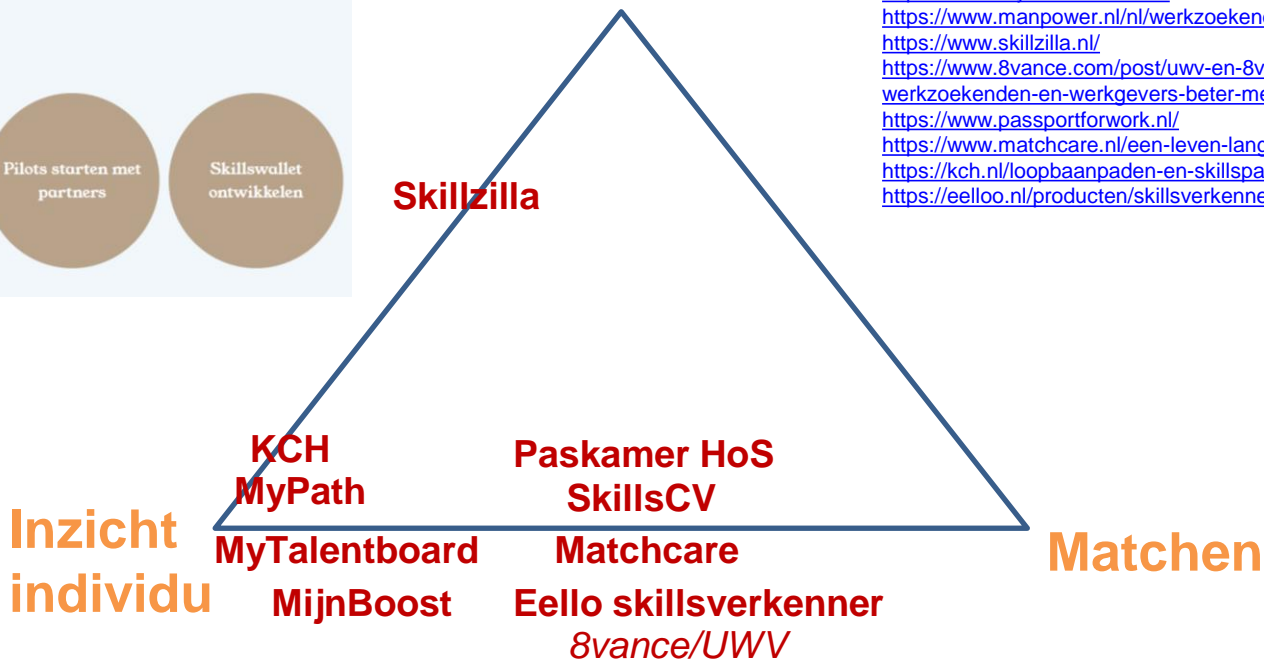 https://www.manpower.nl/nl/werkzoekend
https://www.skillzilla.nl/
https://www.8vance.com/post/uwv-en-8v
werkzoekenden-en-werkgevers-beter-me
https://www.passportforwork.nl/
https://www.matchcare.nl/een-leven-lang
https://kch.nl/loopbaanpaden-en-skillspa
https://eelloo.nl/producten/skillsverkenne
Pilots starten met
partners
Skillswallet
ontwikkelen
Skillzilla
KCH
MyPath
Paskamer HoS
SkillsCV
Inzicht
individu
MyTalentboard
Matchcare
Matchen
MijnBoost
Eello skillsverkenner
8vance/UWV